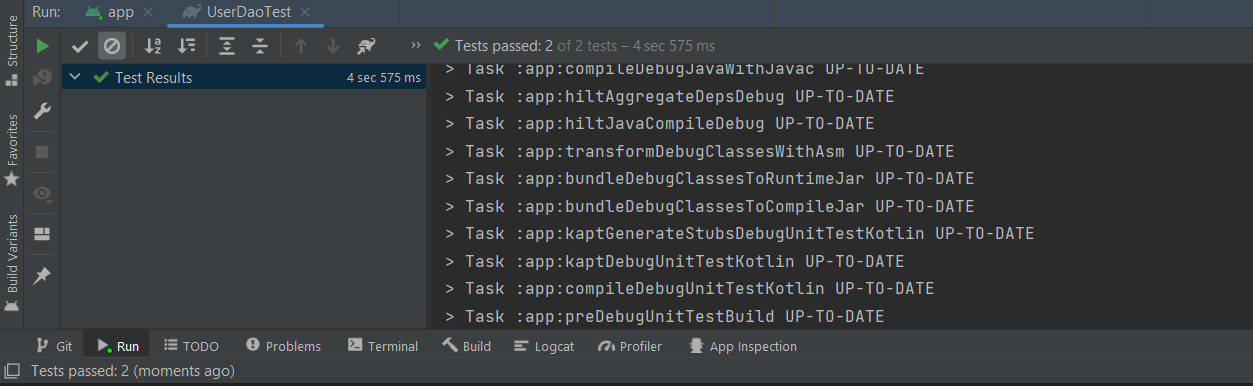 Run: app UserDaoTest
Structure
Favorites
Build Variants
» Tests passed: 2 of 2 tests – 4 sec 575 ms
Test Results 4 sec 575 ms
> Task :app:compileDebugJavaWithJavac UP-TO-DATE
> Task :app:hiltAggregateDepsDebug UP-TO-DATE
> Task :app:hiltJavaCompileDebug UP-TO-DATE
> Task :app:transformDebugClassesWithAsm UP-TO-DATE
> Task :app:bundleDebugClassesToRuntimeJar UP-TO-DATE
> Task :app:bundleDebugClassesToCompileJar UP-TO-DATE
> Task :app:kaptGenerateStubsDebugUnitTestKotlin UP-TO-DATE
> Task :app:kaptDebugUnitTestKotlin UP-TO-DATE
> Task :app:compileDebugUnitTestKotlin UP-TO-DATE
> Task :app:preDebugUnitTestBuild UP-TO-DATE
Git Run TODO Problems Terminal Build Logcat Profiler App Inspection
Tests passed: 2 (moments ago)